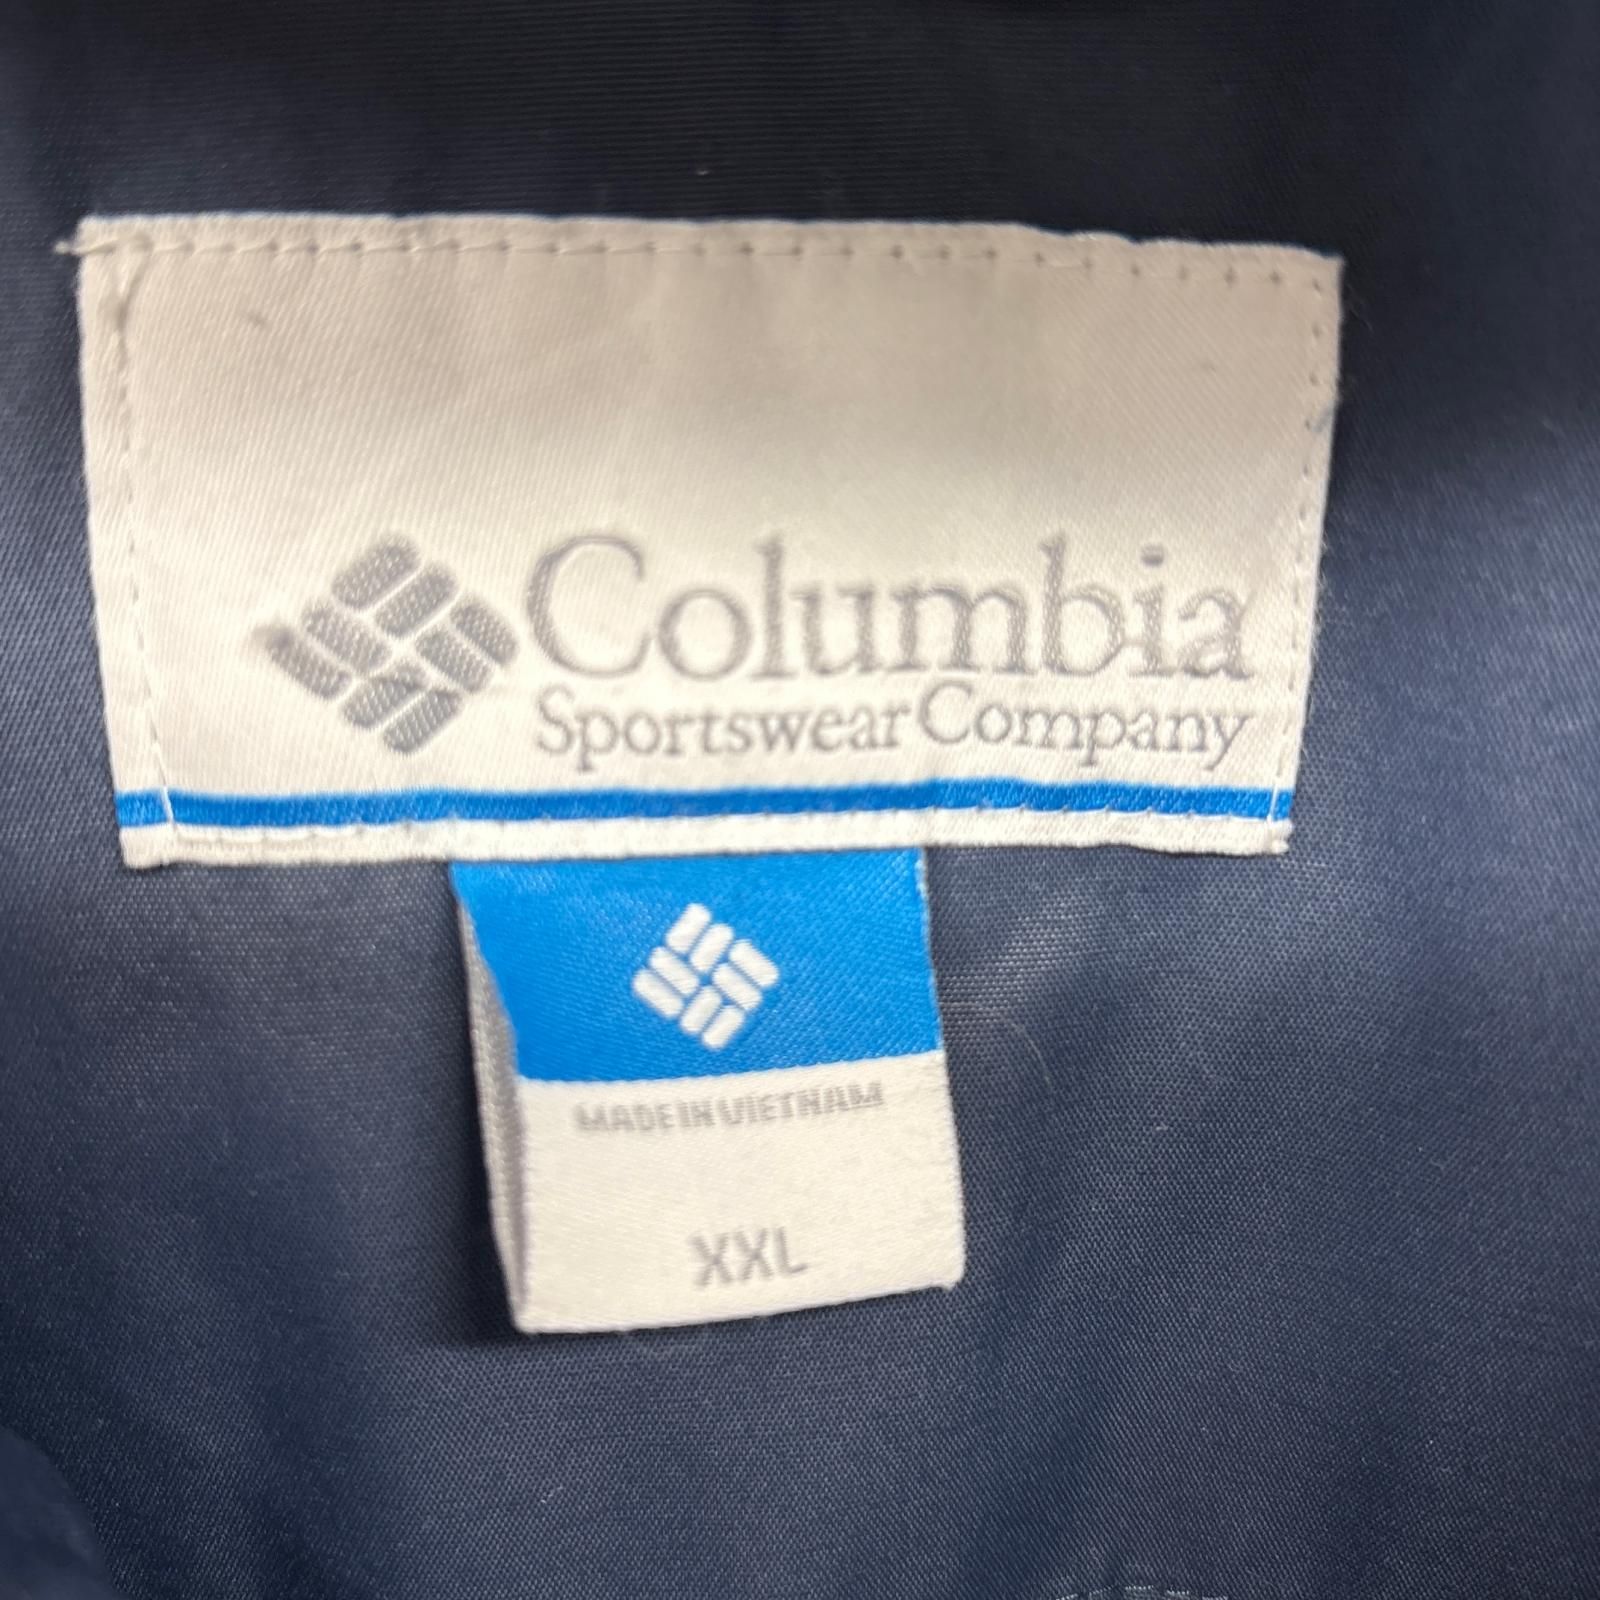 Columbia
Sportswear Company
MADE IN VIETNAM
XXL